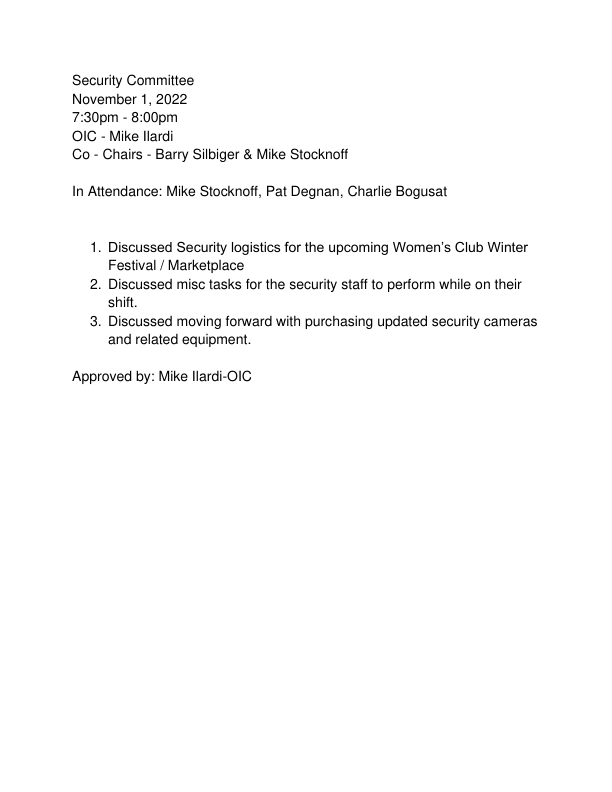 Security Committee
November 1, 2022
7:30pm - 8:00pm
OIC - Mike Ilardi
Co - Chairs - Barry Silbiger & Mike Stocknoff
In Attendance: Mike Stocknoff, Pat Degnan, Charlie Bogusat
1. Discussed Security logistics for the upcoming Women’s Club Winter
Festival / Marketplace
2. Discussed misc tasks for the security staff to perform while on their
shift.
3. Discussed moving forward with purchasing updated security cameras
and related equipment.
Approved by: Mike Ilardi-OIC